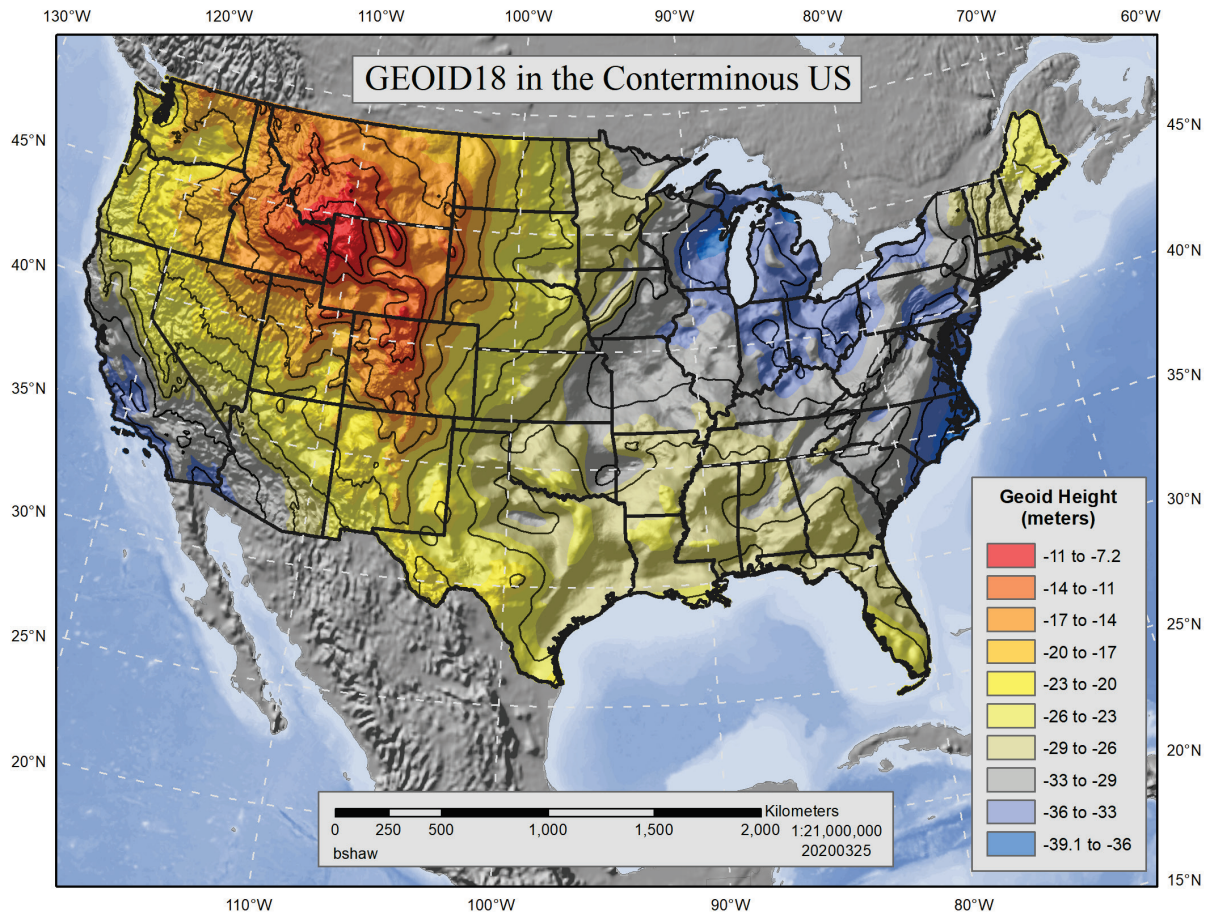 130°W 120°W 110°W 100°W 90°W 80°W 70°W 60°W
GEOID18 in the Conterminous US
45°N
40°N
35°N
30°N
25°N
20°N
45°N
40°N
35°N
30°N
25°N
20°N
15°N
Geoid Height
(meters)
-11 to -7.2
-14 to -11
-17 to -14
-20 to -17
-23 to -20
-26 to -23
-29 to -26
-33 to -29
-36 to -33
-39.1 to -36
Kilometers
0 250 500 1,000 1,500 2,000 1:21,000,000
bshaw 20200325
110°W 100°W 90°W 80°W